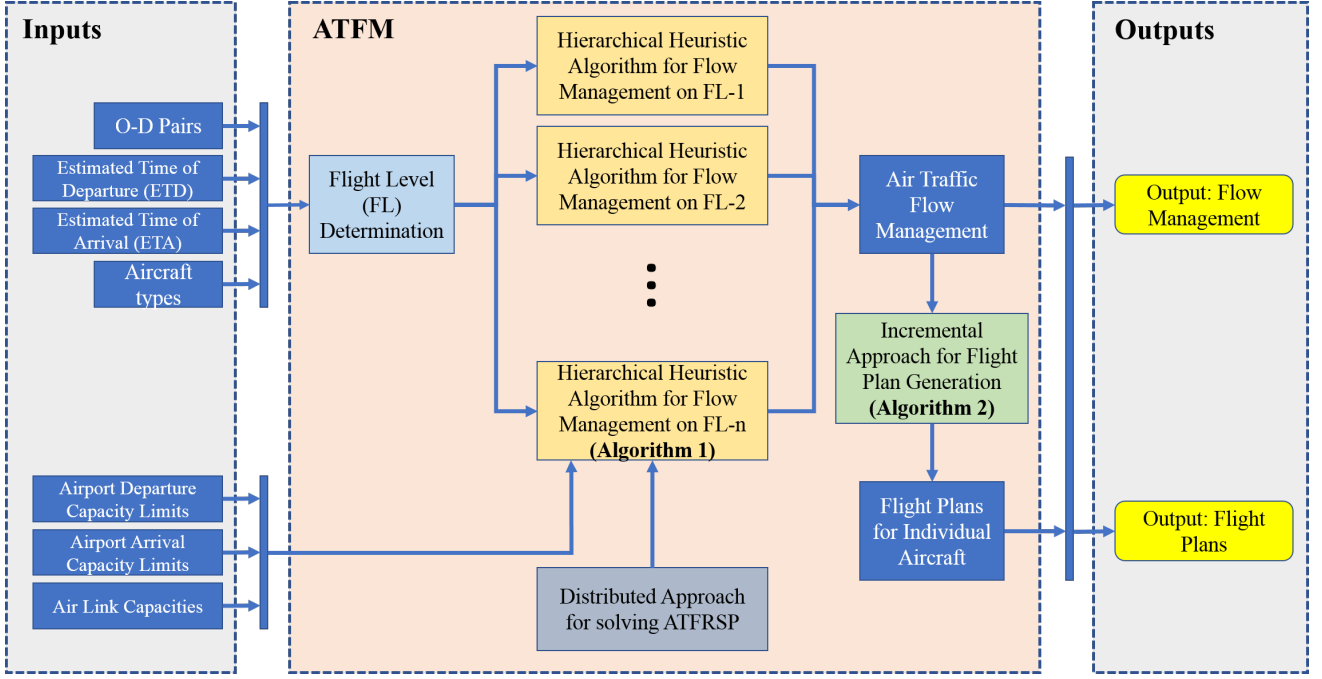 Inputs
O-D Pairs
Estimated Time of
Departure (ETD)
Estimated Time of
Arrival (ETA)
Aircraft
types
Airport Departure
Capacity Limits
Airport Arrival
Capacity Limits
Air Link Capacities
ATFM
Flight Level
(FL)
Determination
Hierarchical Heuristic
Algorithm for Flow
Management on FL-1
Hierarchical Heuristic
Algorithm for Flow
Management on FL-2
Hierarchical Heuristic
Algorithm for Flow
Management on FL-n
(Algorithm 1)
Distributed Approach
for solving ATFRSP
Air Traffic
Flow
Management
Incremental
Approach for Flight
Plan Generation
(Algorithm 2)
Flight Plans
for Individual
Aircraft
Outputs
Output: Flow
Management
Output: Flight
Plans